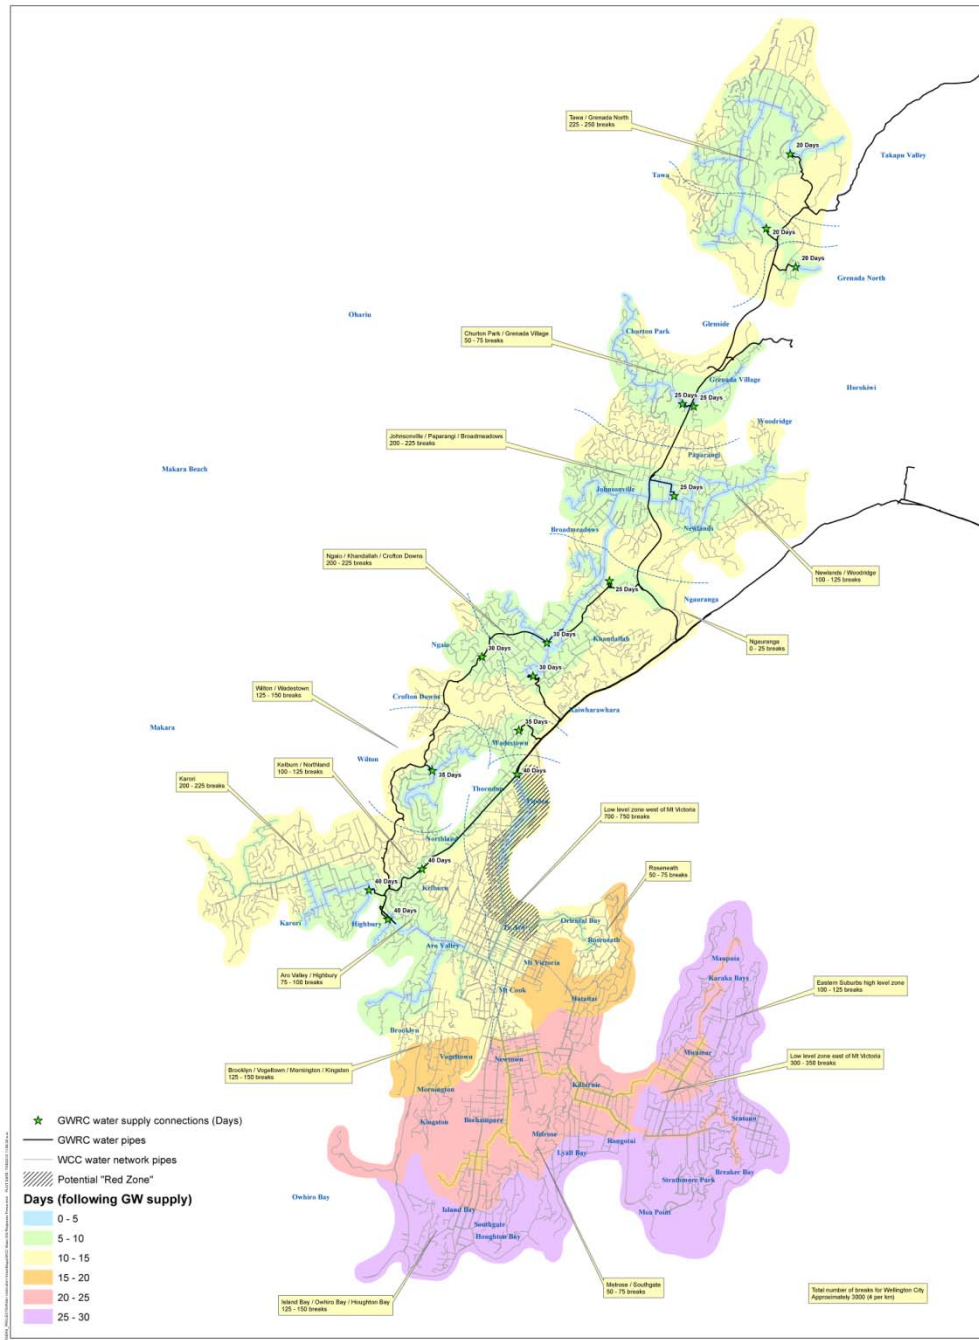 Tawa / Grenada North
225 - 250 breaks
20 Days
Takapu Valley
Tawa
20 Days
20 Days
Grenada North
Ohariu
Churton Park
Glenside
Churton Park / Grenada Village
50 - 75 breaks
Grenada Village
Horokiwi
25 Days
25 Days
Woodridge
Johnsonville / Paparangi / Broadmeadows
200 - 225 breaks
Paparangi
Makara Beach
Johnsonville
25 Days
Broadmeadows
Newlands
Ngaio / Khandallah / Crofton Downs
200 - 225 breaks
Newlands / Woodridge
100 - 125 breaks
25 Days
Ngauranga
Ngaio
30 Days
Khandallah
Ngauranga
0 - 25 breaks
30 Days
30 Days
Wilton / Wadestown
125 - 150 breaks
Crofton Downs
Kaiwharawhara
Makara
35 Days
Wadestown
Wilton
Kelburn / Northland
100 - 125 breaks
35 Days
40 Days
Karori
200 - 225 breaks
Thorndon
Pipitea
Low level zone west of Mt Victoria
700 - 750 breaks
Northland
40 Days
Roseneath
50 - 75 breaks
40 Days
Kelburn
40 Days
Karori
Highbury
Oriental Bay
Te Aro
Roseneath
Aro Valley
Mt Victoria
Maupuia
Karaka Bays
Aro Valley / Highbury
75 - 100 breaks
Mt Cook
Hataitai
Eastern Suburbs high level zone
100 - 125 breaks
Brooklyn
Vogeltown
Newtown
Miramar
Low level zone east of Mt Victoria
300 - 350 breaks
Brooklyn / Vogeltown / Mornington / Kingston
125 - 150 breaks
Mornington
Kilbirnie
Kingston
Berhampore
Melrose
Rongotai
Seatoun
Lyall Bay
Strathmore Park
Breaker Bay
Owhiro Bay
Island Bay
Southgate
Houghton Bay
Moa Point
Island Bay / Owhiro Bay / Houghton Bay
125 - 150 breaks
Melrose / Southgate
50 - 75 breaks
Total number of breaks for Wellington City
Approximately 3000 (4 per km)
GWRC water supply connections (Days)
GWRC water pipes
WCC water network pipes
Potential "Red Zone"
Days (following GW supply)
0 - 5
5 - 10
10 - 15
15 - 20
20 - 25
25 - 30